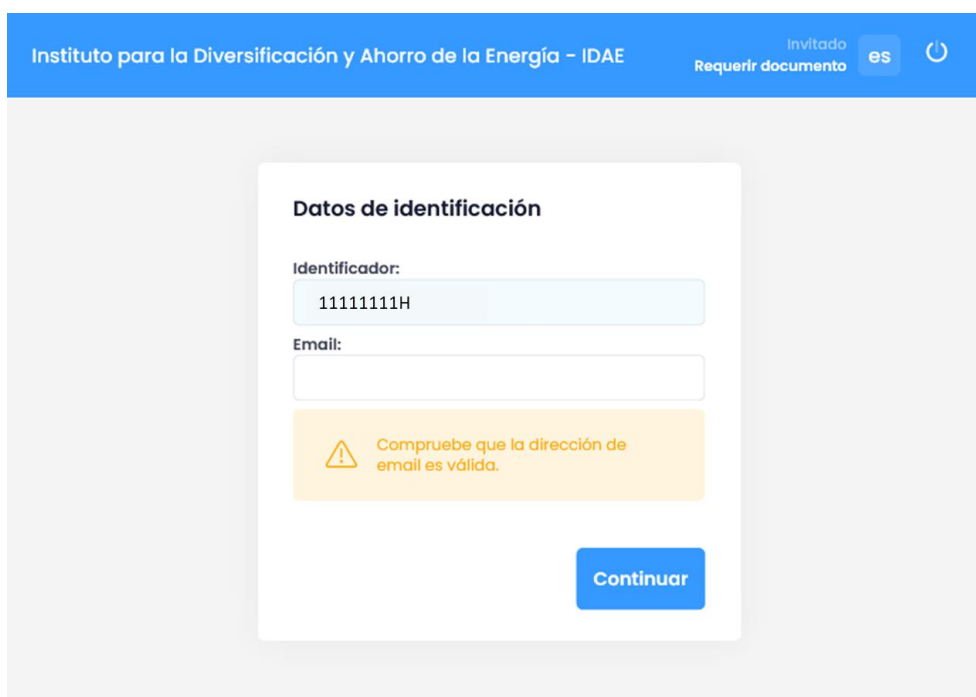 Instituto para la Diversificación y Ahorro de la Energía - IDAE
Invitado
Requerir documento
es
Datos de identificación
Identificador:
11111111H
Email:
Compruebe que la dirección de
email es válida.
Continuar